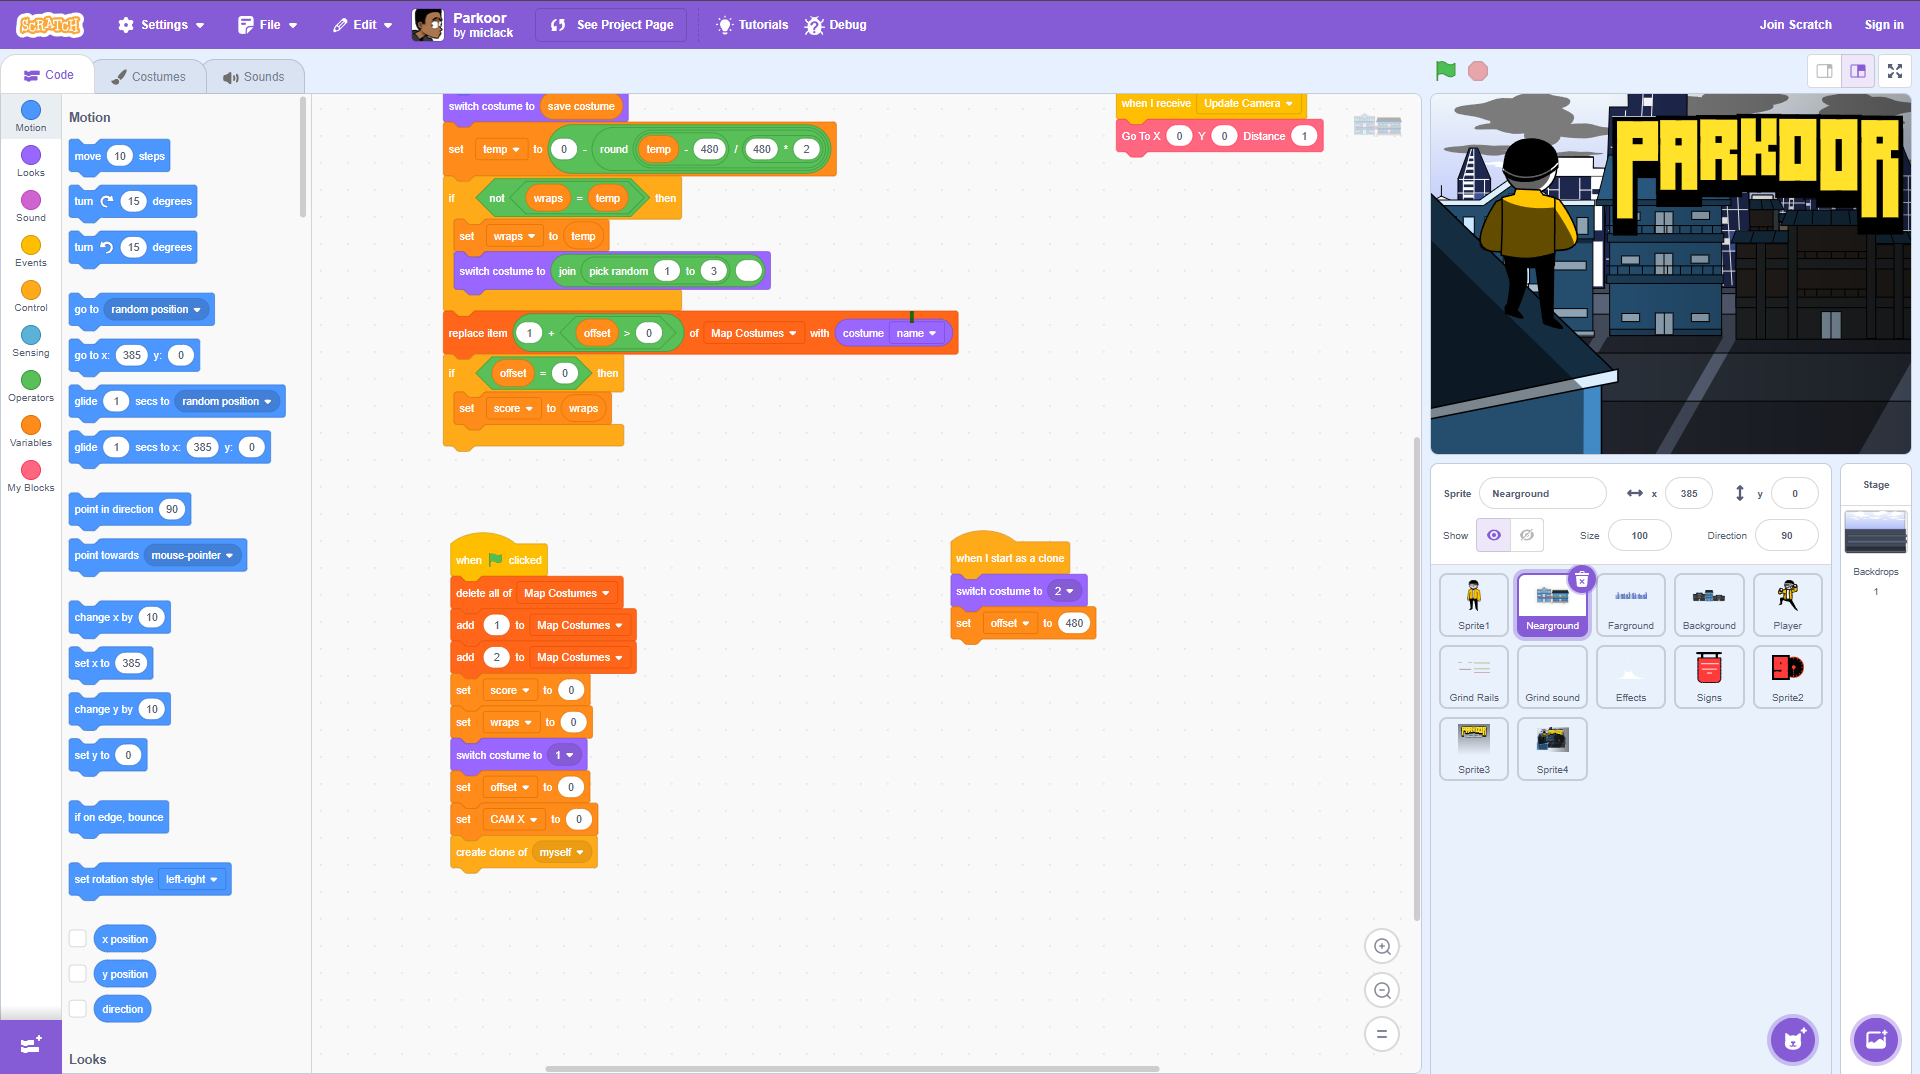 SCRATCH
Settings
File
Edit
Parkoor
by miclack
See Project Page
Tutorials
Debug
Join Scratch
Sign in
Code
Costumes
Sounds
Motion
Looks
Sound
Events
Control
Sensing
Operators
Variables
My Blocks
Motion
move 10 steps
turn 15 degrees
turn 15 degrees
go to random position
go to x: 385 y: 0
glide 1 secs to random position
glide 1 secs to x: 385 y: 0
point in direction 90
point towards mouse-pointer
change x by 10
set x to 385
change y by 10
set y to 0
if on edge, bounce
set rotation style left-right
x position
y position
direction
Looks
switch costume to save costume
set temp to 0 - round temp - 480 / 480 * 2
if not wraps = temp then
set wraps to temp
switch costume to join pick random 1 to 3
replace item 1 + offset > 0 of Map Costumes with costume name
if offset = 0 then
set score to wraps
when I receive Update Camera
Go To X 0 Y 0 Distance 1
when clicked
delete all of Map Costumes
add 1 to Map Costumes
add 2 to Map Costumes
set score to 0
set wraps to 0
switch costume to 1
set offset to 0
set CAM X to 0
create clone of myself
when I start as a clone
switch costume to 2
set offset to 480
PARKOOR
Sprite Nearground x 385 y 0
Show Size 100 Direction 90
Sprite1
Nearground
Farground
Background
Player
Grind Rails
Grind sound
Effects
Signs
Sprite2
Sprite3
Sprite4
Stage
Backdrops
1